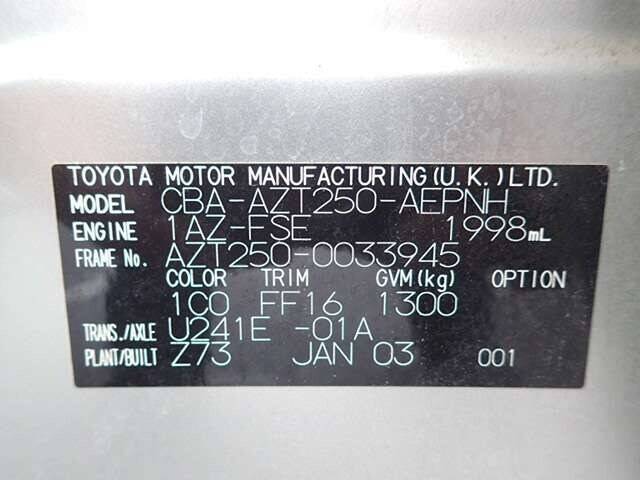 TOYOTA MOTOR MANUFACTURING(U.K.)LTD.
MODEL CBA-AZT250-AEPNH
ENGINE 1AZ-FSE 1998mL
FRAME No. AZT250-0033945
COLOR TRIM GVM(kg) OPTION
1C0 FF16 1300
TRANS./AXLE U241E -01A
PLANT/BUILT Z73 JAN 03 001